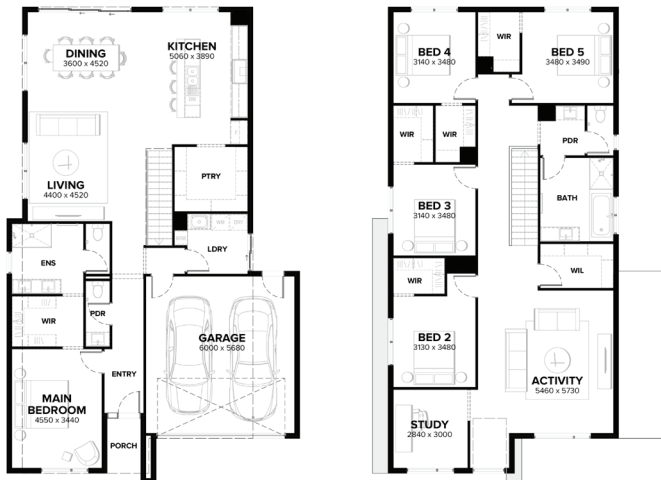 DINING
3600 x 4520
KITCHEN
5060 x 3890
LIVING
4400 x 4520
PTRY
LDRY
ENS
WIR
PDR
GARAGE
6000 x 5680
ENTRY
MAIN
BEDROOM
4550 x 3440
PORCH
BED 4
3140 x 3480
WIR
BED 5
3480 x 3490
WIR
WIR
PDR
BED 3
3140 x 3480
BATH
WIR
WIL
BED 2
3130 x 3480
ACTIVITY
5460 x 5730
STUDY
2840 x 3000